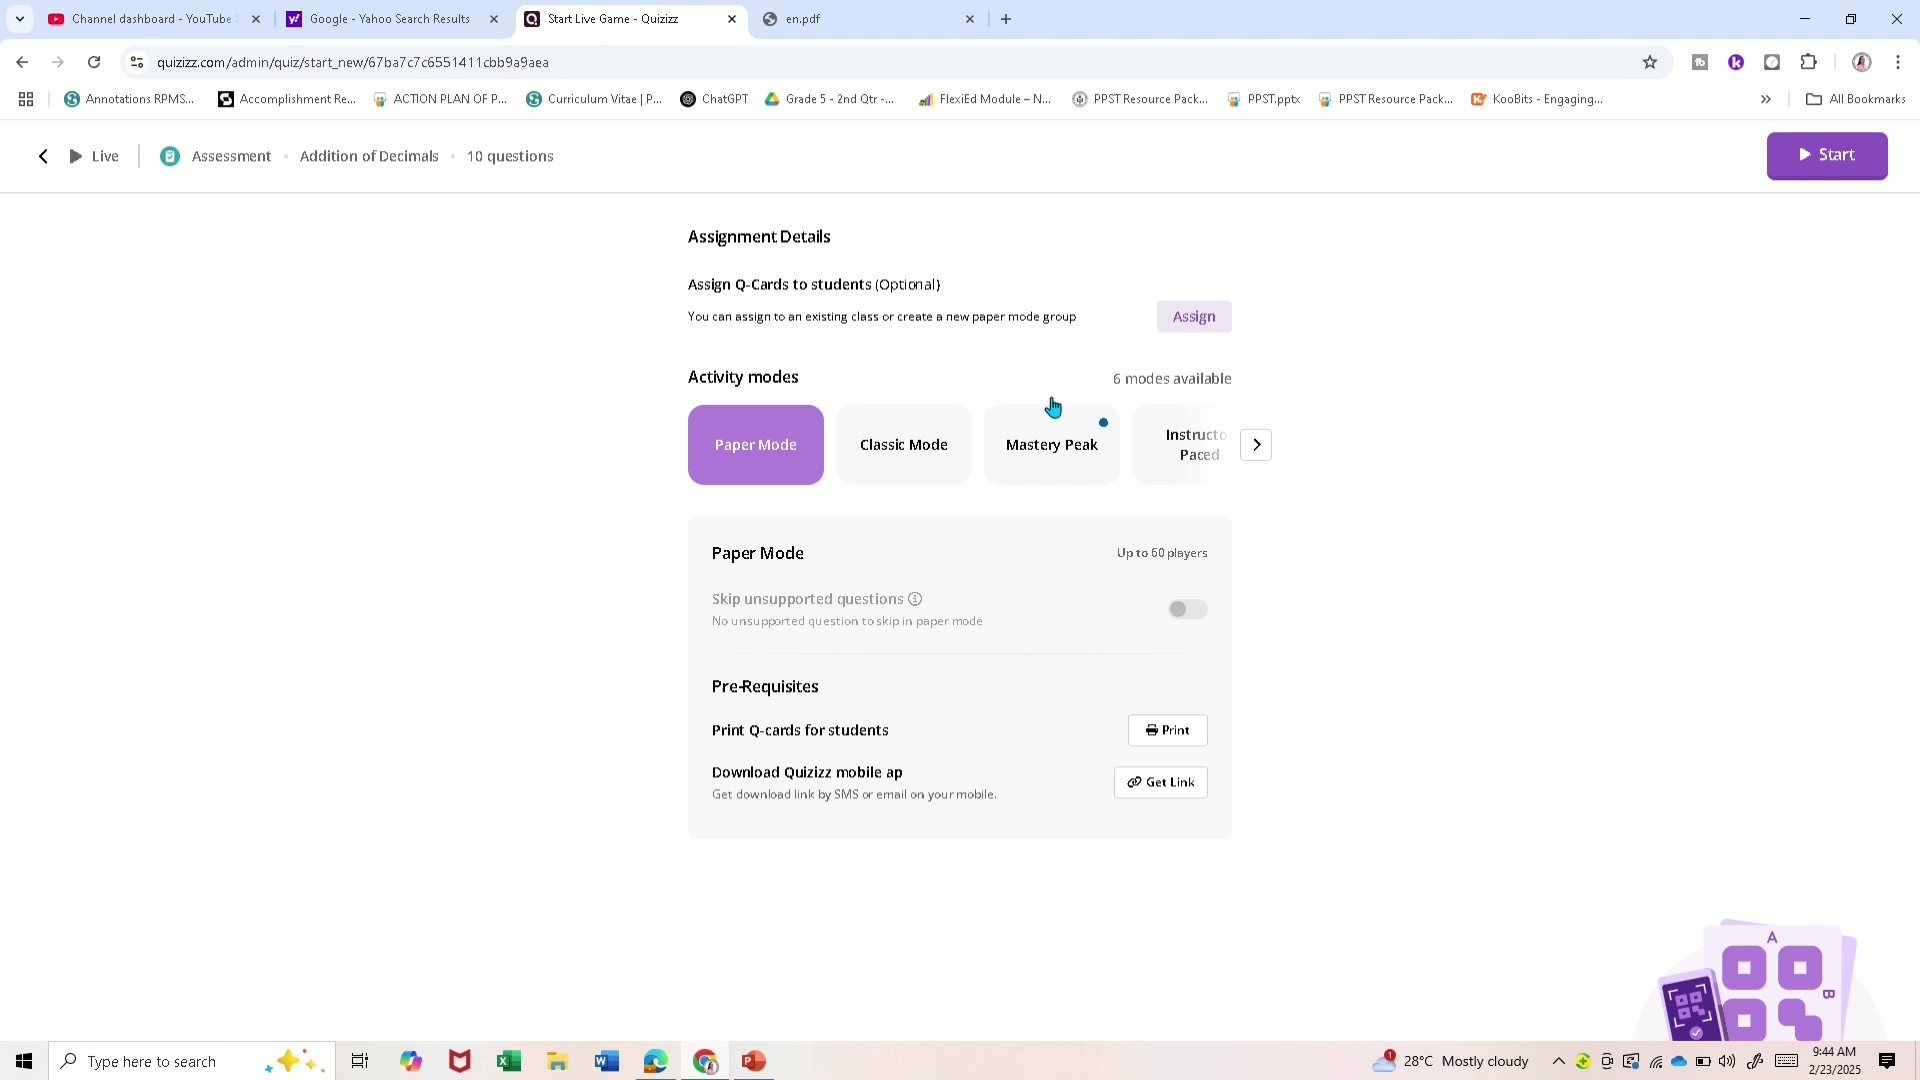 Channel dashboard - YouTube
Google - Yahoo Search Results
Start Live Game - Quizizz
en.pdf
quizizz.com/admin/quiz/start_new/67ba7c7c6551411cbb9a9aea
Annotations RPMS...
Accomplishment Re...
ACTION PLAN OF P...
Curriculum Vitae | P...
ChatGPT
Grade 5 - 2nd Qtr -...
FlexiEd Module – N...
PPST Resource Pack...
PPST.pptx
PPST Resource Pack...
KooBits - Engaging...
All Bookmarks
Live
Assessment
Addition of Decimals
10 questions
Start
Assignment Details
Assign Q-Cards to students (Optional)
You can assign to an existing class or create a new paper mode group
Assign
Activity modes
6 modes available
Paper Mode
Classic Mode
Mastery Peak
Instructo
Paced
Paper Mode
Up to 60 players
Skip unsupported questions
No unsupported question to skip in paper mode
Pre-Requisites
Print Q-cards for students
Print
Download Quizizz mobile ap
Get download link by SMS or email on your mobile.
Get Link
A
B
Type here to search
1
28°C Mostly cloudy
9:44 AM
2/23/2025